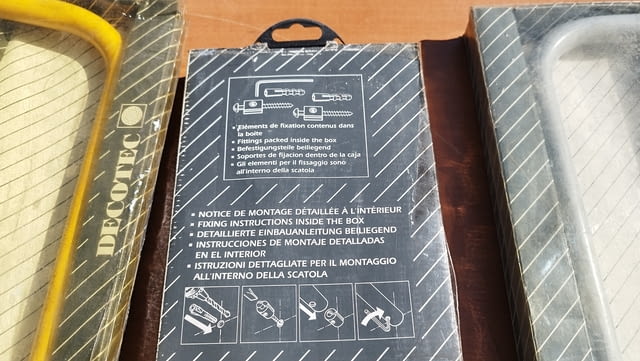 DECOTEC
• Eléments de fixation contenus dans
la boite
• Fittings packed inside the box
• Befestigungsteile beiliegend
• Soportes de fijacion dentro de la caja
• Gli elementi per il fissaggio sono
all'interno della scatola
▪ NOTICE DE MONTAGE DÉTAILLÉE À L'INTÉRIEUR
▪ FIXING INSTRUCTIONS INSIDE THE BOX
▪ DETAILLIERTE EINBAUANLEITUNG BEILIEGEND
▪ INSTRUCCIONES DE MONTAJE DETALLADAS
EN EL INTERIOR
▪ ISTRUZIONI DETTAGLIATE PER IL MONTAGGIO
ALL'INTERNO DELLA SCATOLA